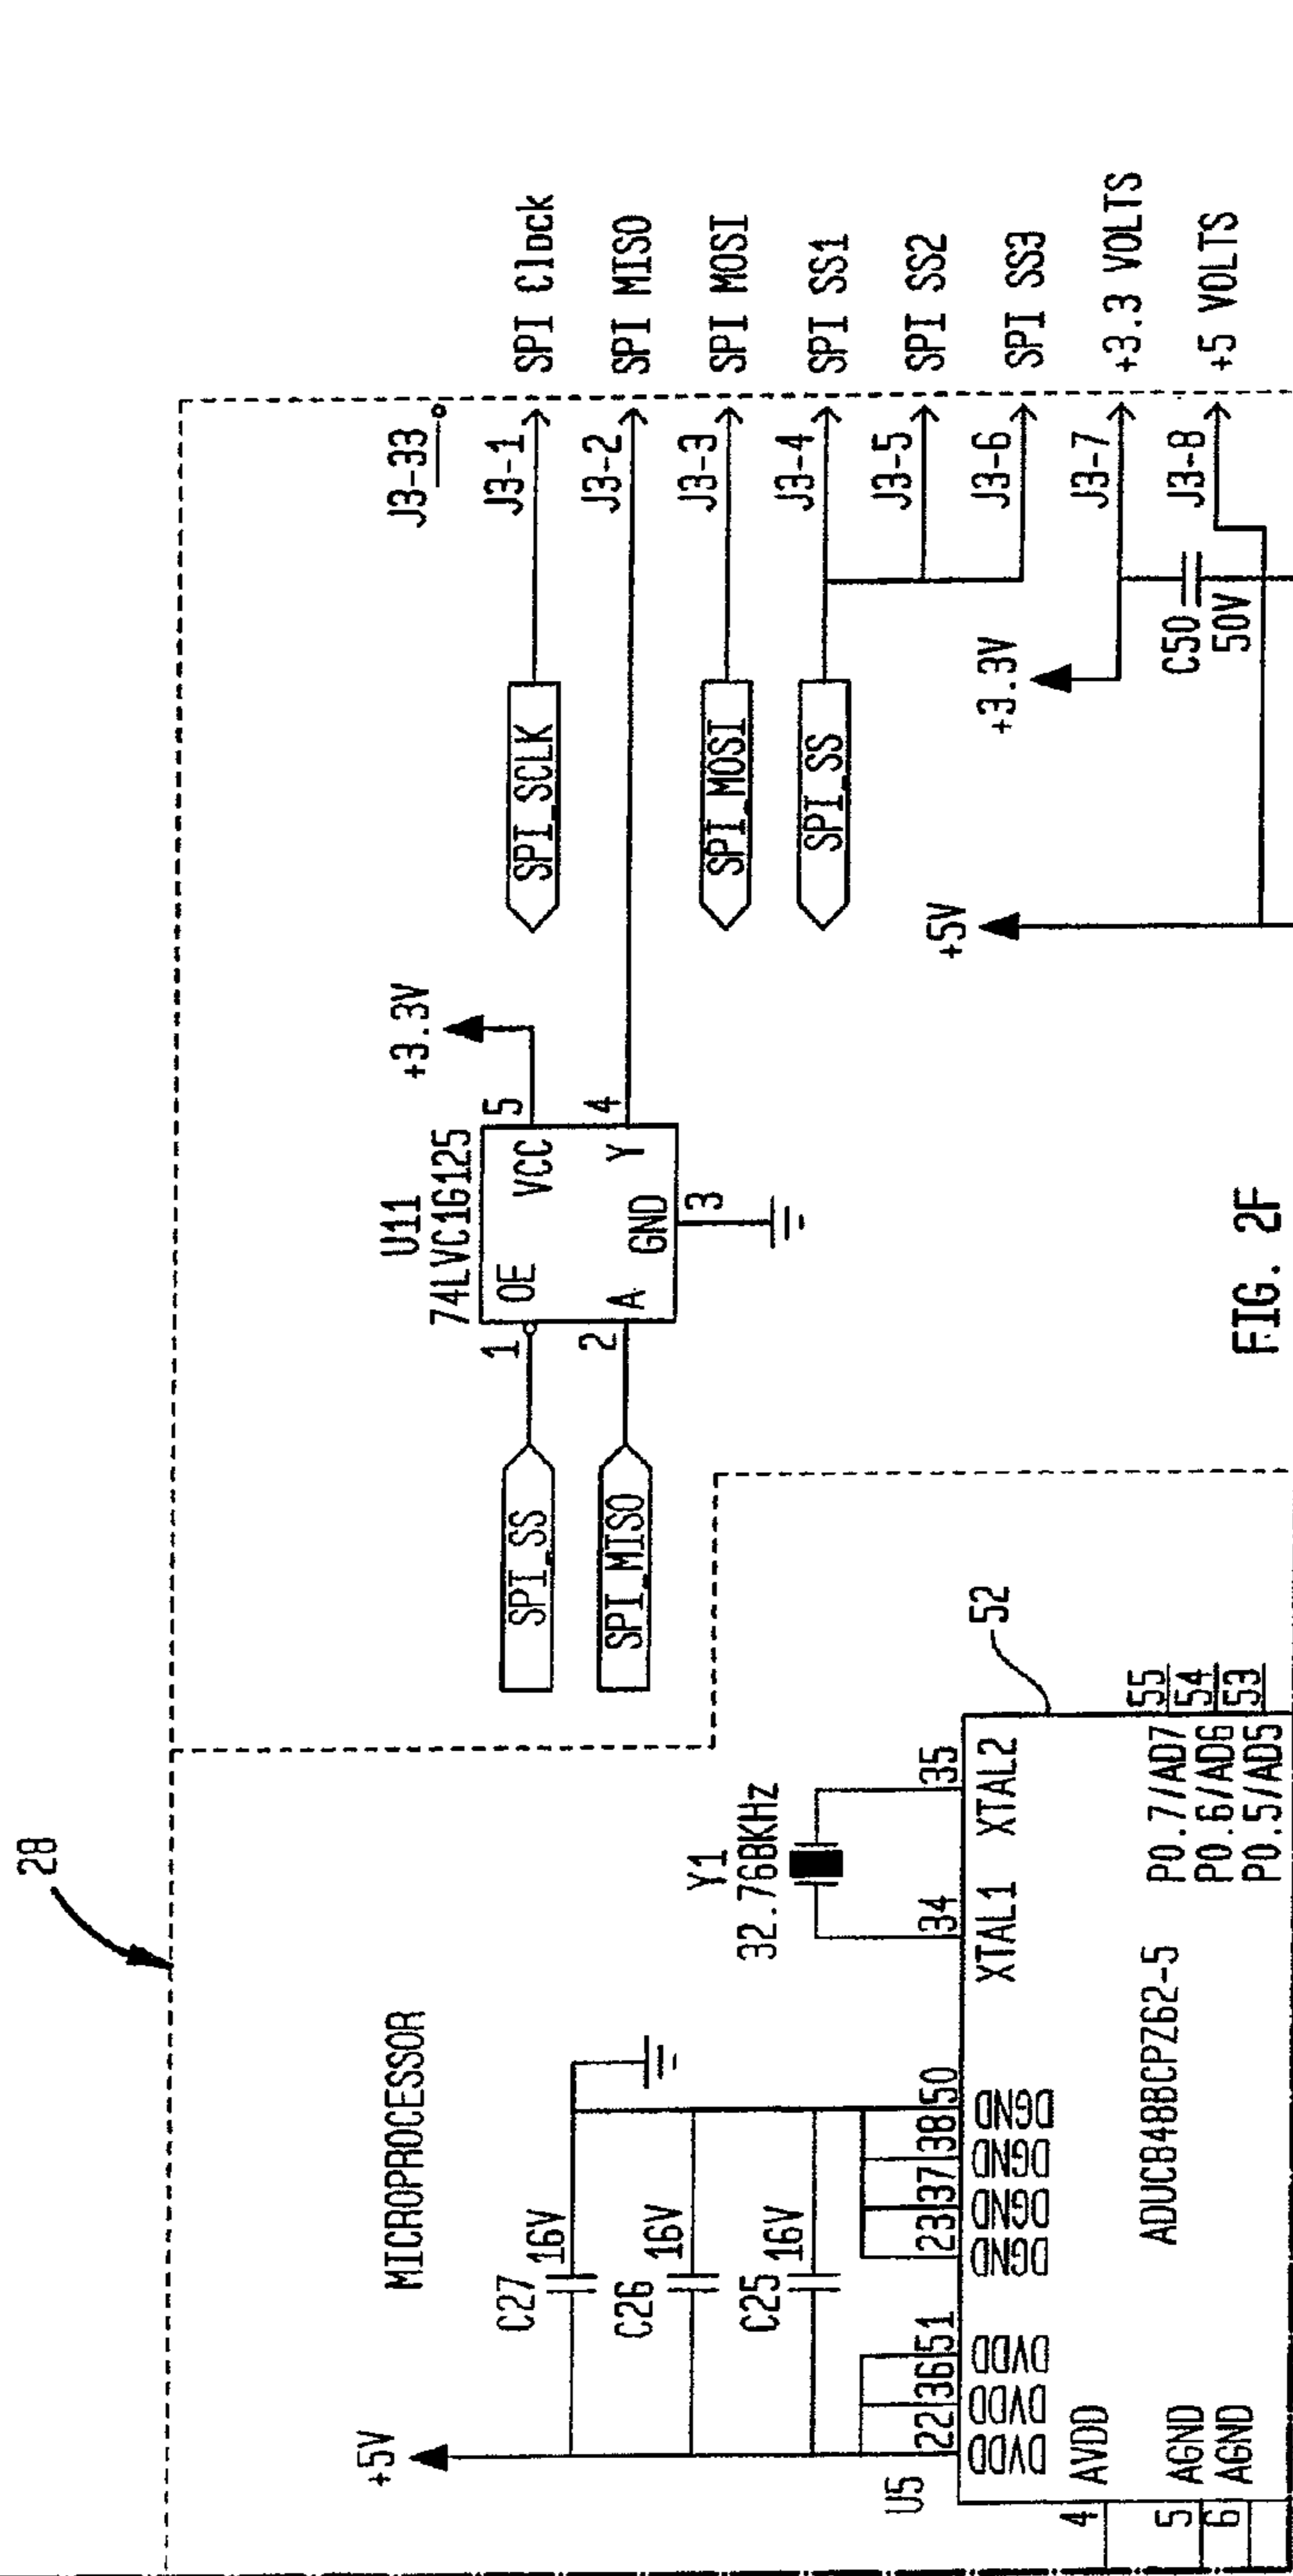 28
MICROPROCESSOR
+5V
C27
16V
C26
16V
C25
16V
Y1
32.768KHz
U5
22
36
51
23
37
38
50
34
35
DVDD
DVDD
DVDD
DGND
DGND
DGND
DGND
XTAL1
XTAL2
52
4
AVDD
5
AGND
6
AGND
ADUC848BCPZ62-5
P0.7/AD7
55
P0.6/AD6
54
P0.5/AD5
53
U11
74LVC1G125
SPI_SS
1
OE
VCC
5
+3.3V
SPI_MISO
2
A
Y
4
GND
3
J3-33
SPI_SCLK
J3-1
SPI Clock
J3-2
SPI MISO
SPI_MOSI
J3-3
SPI MOSI
SPI_SS
J3-4
SPI SS1
J3-5
SPI SS2
J3-6
SPI SS3
+3.3V
J3-7
+3.3 VOLTS
C50
50V
+5V
J3-8
+5 VOLTS
FIG. 2F